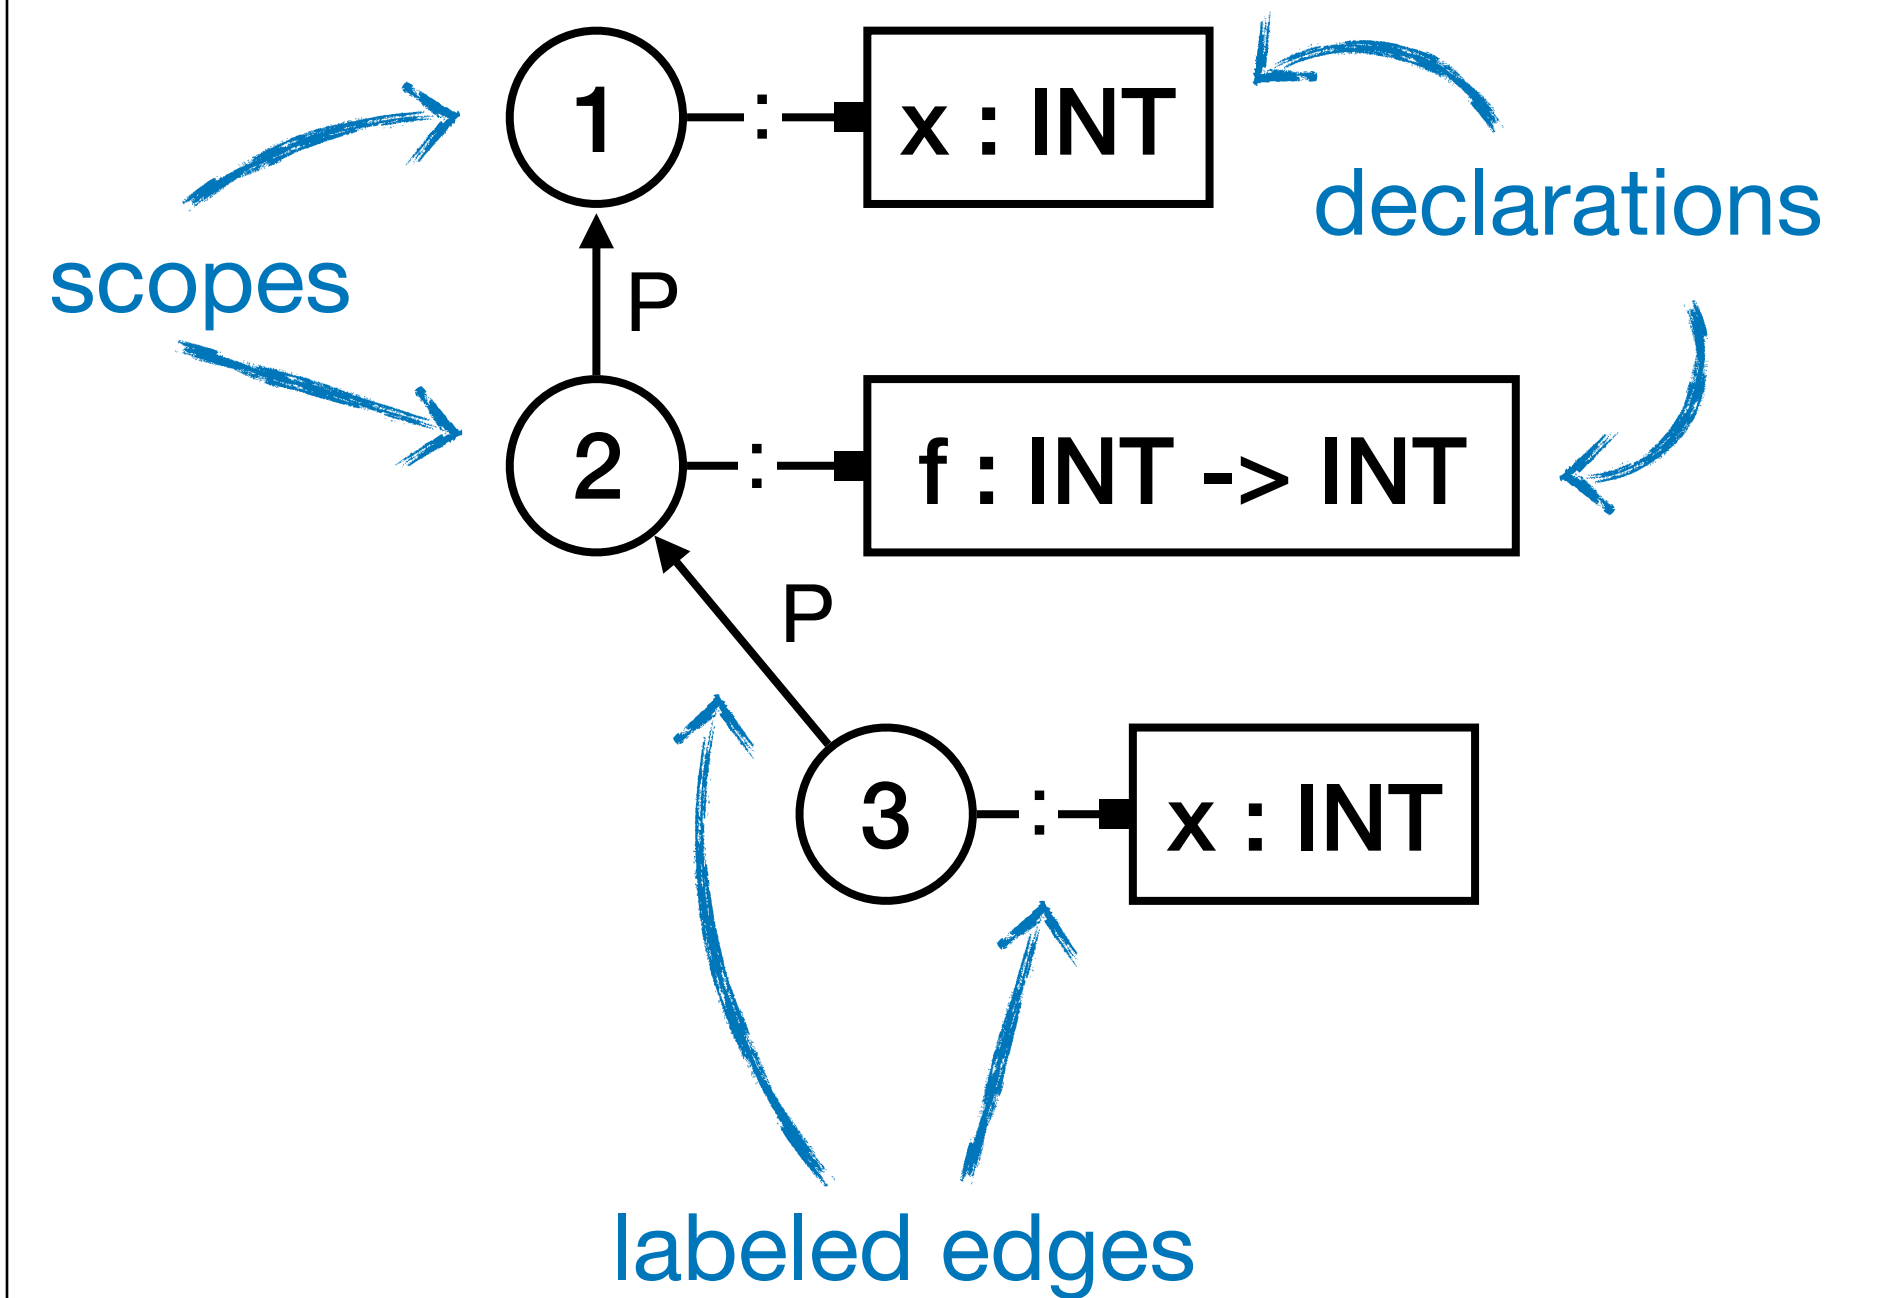 1 : x : INT
declarations
scopes
P
2 : f : INT -> INT
P
3 : x : INT
labeled edges